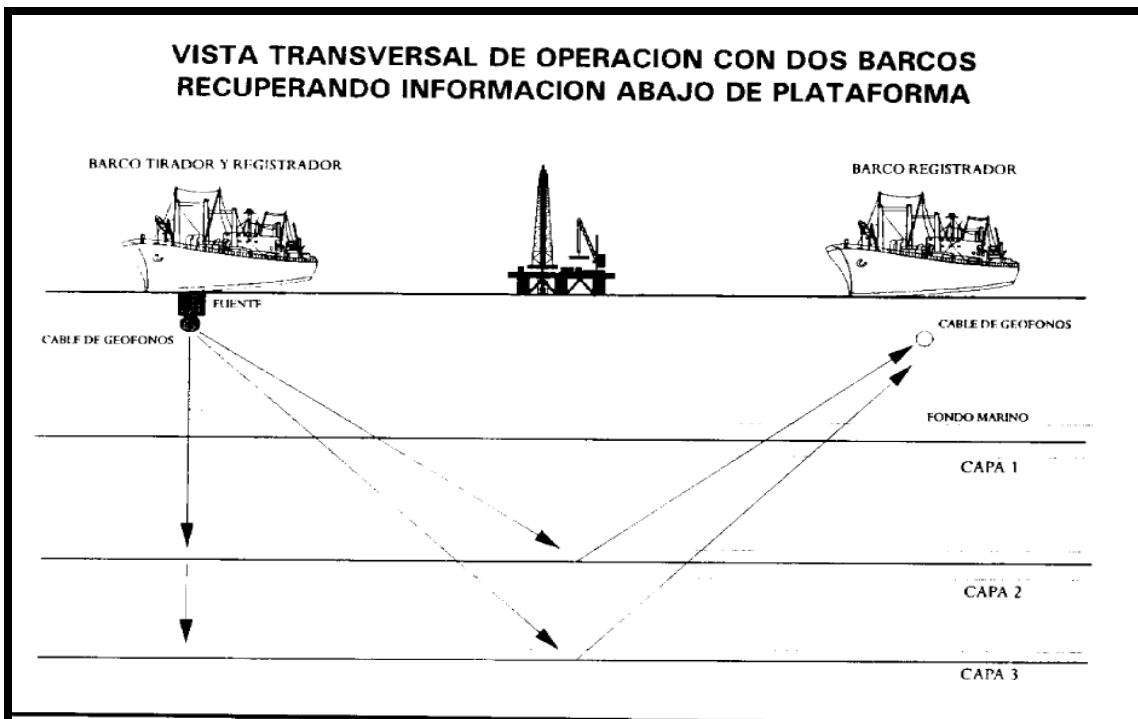 VISTA TRANSVERSAL DE OPERACION CON DOS BARCOS
RECUPERANDO INFORMACION ABAJO DE PLATAFORMA
BARCO TIRADOR Y REGISTRADOR
BARCO REGISTRADOR
FUENTE
CABLE DE GEOFONOS
CABLE DE GEOFONOS
FONDO MARINO
CAPA 1
CAPA 2
CAPA 3